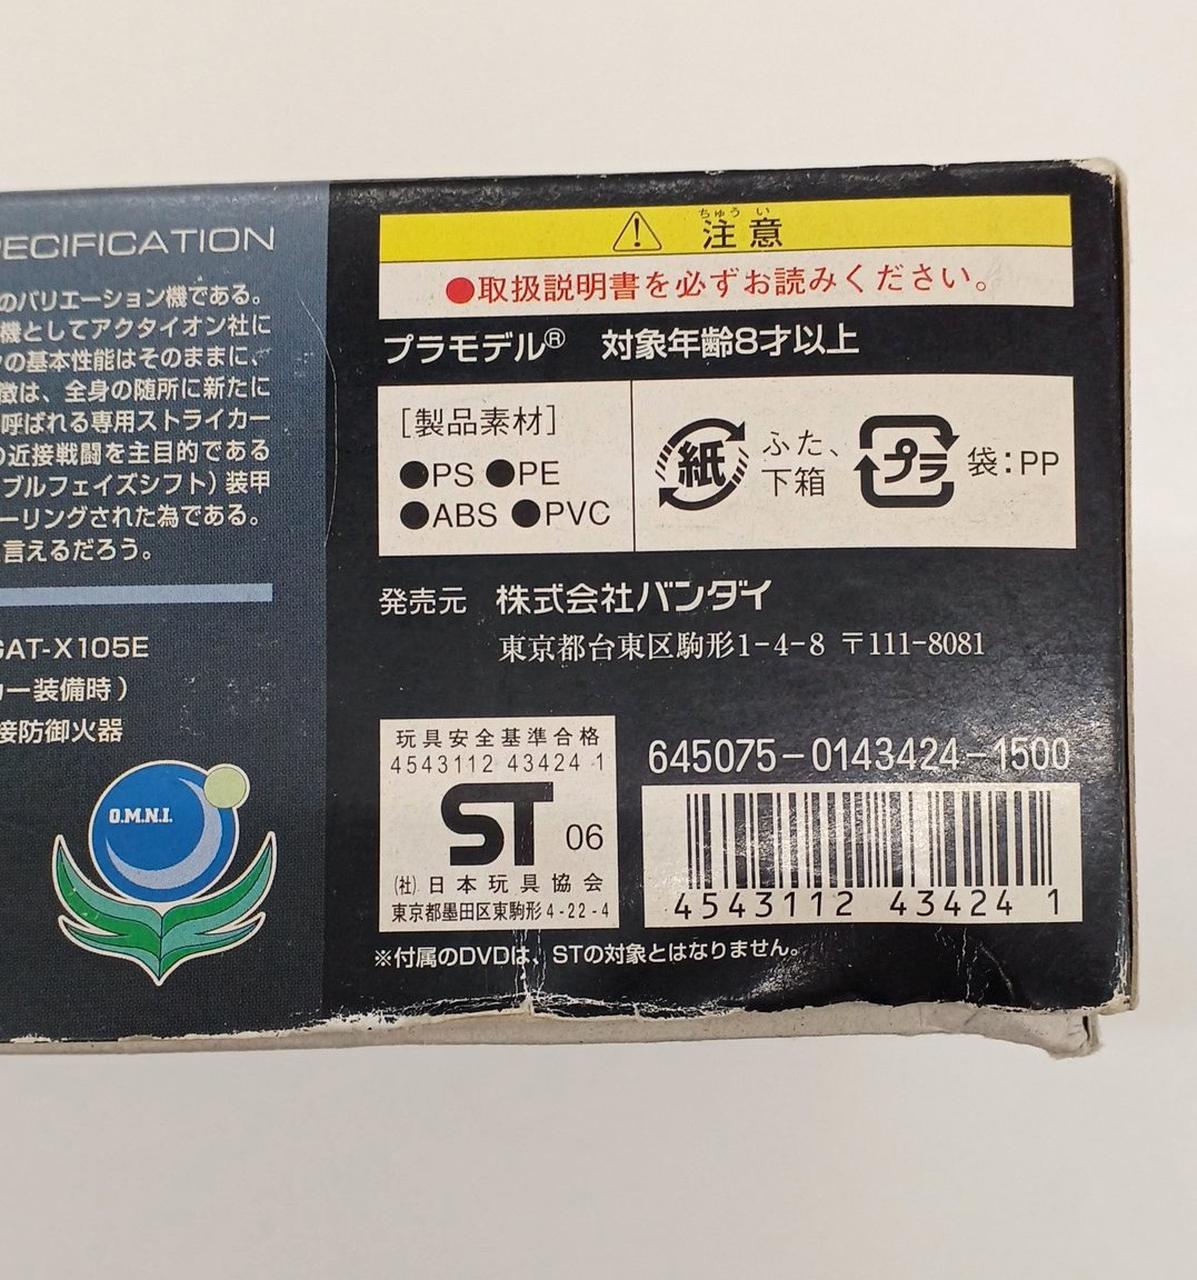 PECIFICATION
のバリエーション機である。
機としてアクタイオン社に
の基本性能はそのままに、
徴は、全身の随所に新たに
呼ばれる専用ストライカー
の近接戦闘を主目的である
ブルフェイズシフト）装甲
ーリングされた為である。
言えるだろう。
GAT-X105E
カー装備時）
接防御火器
O.M.N.I.
ちゅう い
注意
●取扱説明書を必ずお読みください。
プラモデル® 対象年齢8才以上
［製品素材］
●PS ●PE
●ABS ●PVC
紙
ふた、
下箱
プラ
袋：PP
発売元 株式会社バンダイ
東京都台東区駒形1-4-8 〒111-8081
玩具安全基準合格
4543112 43424 1
ST 06
(社) 日本玩具協会
東京都墨田区東駒形4-22-4
645075-0143424-1500
4543112 43424 1
※付属のDVDは、STの対象とはなりません。